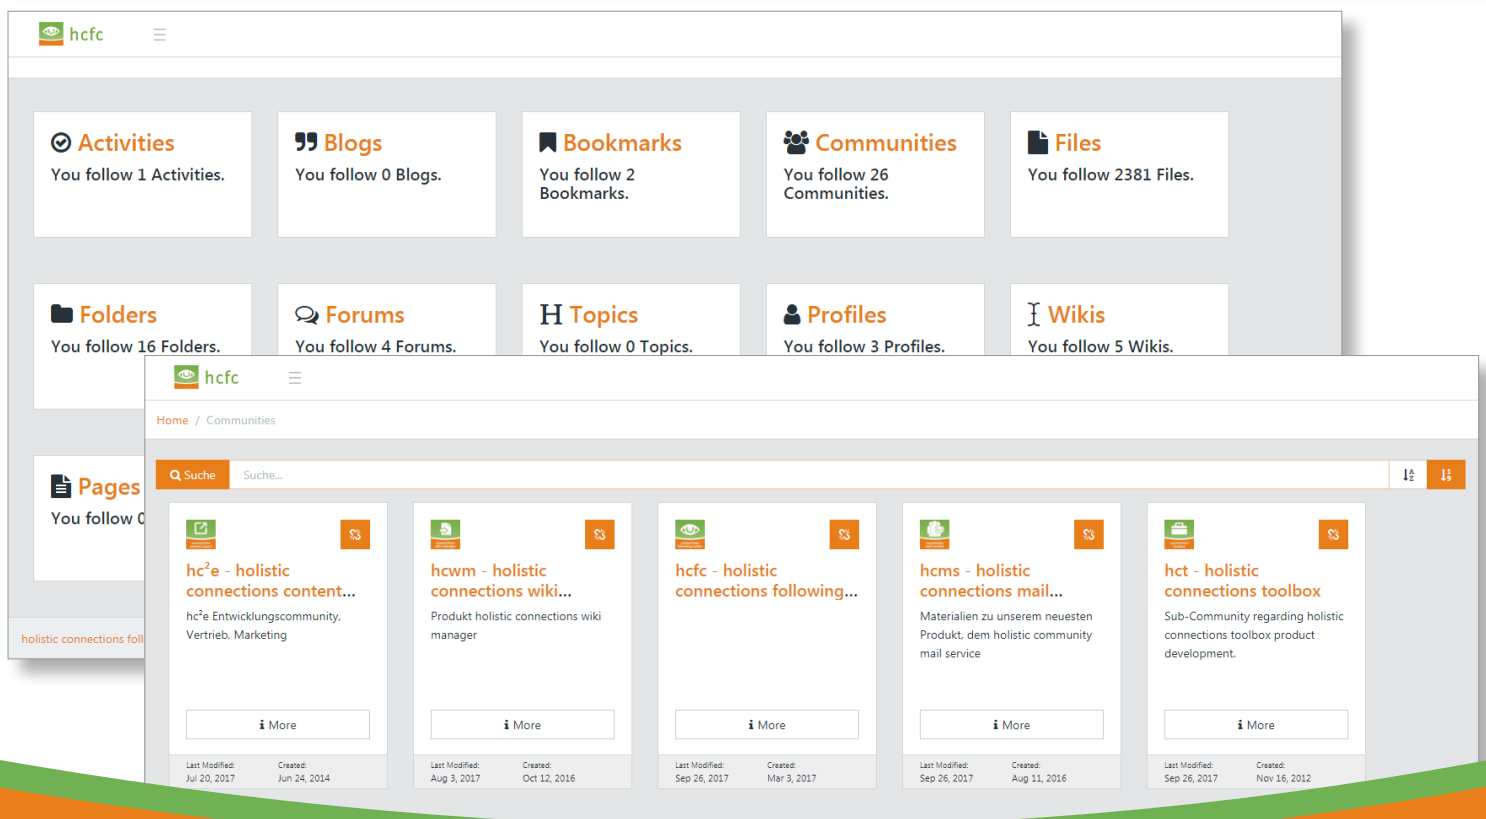 hcfc
Activities
You follow 1 Activities.
Blogs
You follow 0 Blogs.
Bookmarks
You follow 2
Bookmarks.
Communities
You follow 26
Communities.
Files
You follow 2381 Files.
Folders
You follow 16 Folders.
Forums
You follow 4 Forums.
Topics
You follow 0 Topics.
Profiles
You follow 3 Profiles.
Wikis
You follow 5 Wikis.
Pages
You follow 0
holistic connections foll
hcfc
Home / Communities
Suche
Suche...
hc²e - holistic
connections content...
hc²e Entwicklungscommunity,
Vertrieb, Marketing
More
Last Modified: Created:
Jul 20, 2017 Jun 24, 2014
hcwm - holistic
connections wiki...
Produkt holistic connections wiki
manager
More
Last Modified: Created:
Aug 3, 2017 Oct 12, 2016
hcfc - holistic
connections following...
More
Last Modified: Created:
Sep 26, 2017 Mar 3, 2017
hcms - holistic
connections mail...
Materialien zu unserem neuesten
Produkt, dem holistic community
mail service
More
Last Modified: Created:
Sep 26, 2017 Aug 11, 2016
hct - holistic
connections toolbox
Sub-Community regarding holistic
connections toolbox product
development.
More
Last Modified: Created:
Sep 26, 2017 Nov 16, 2012